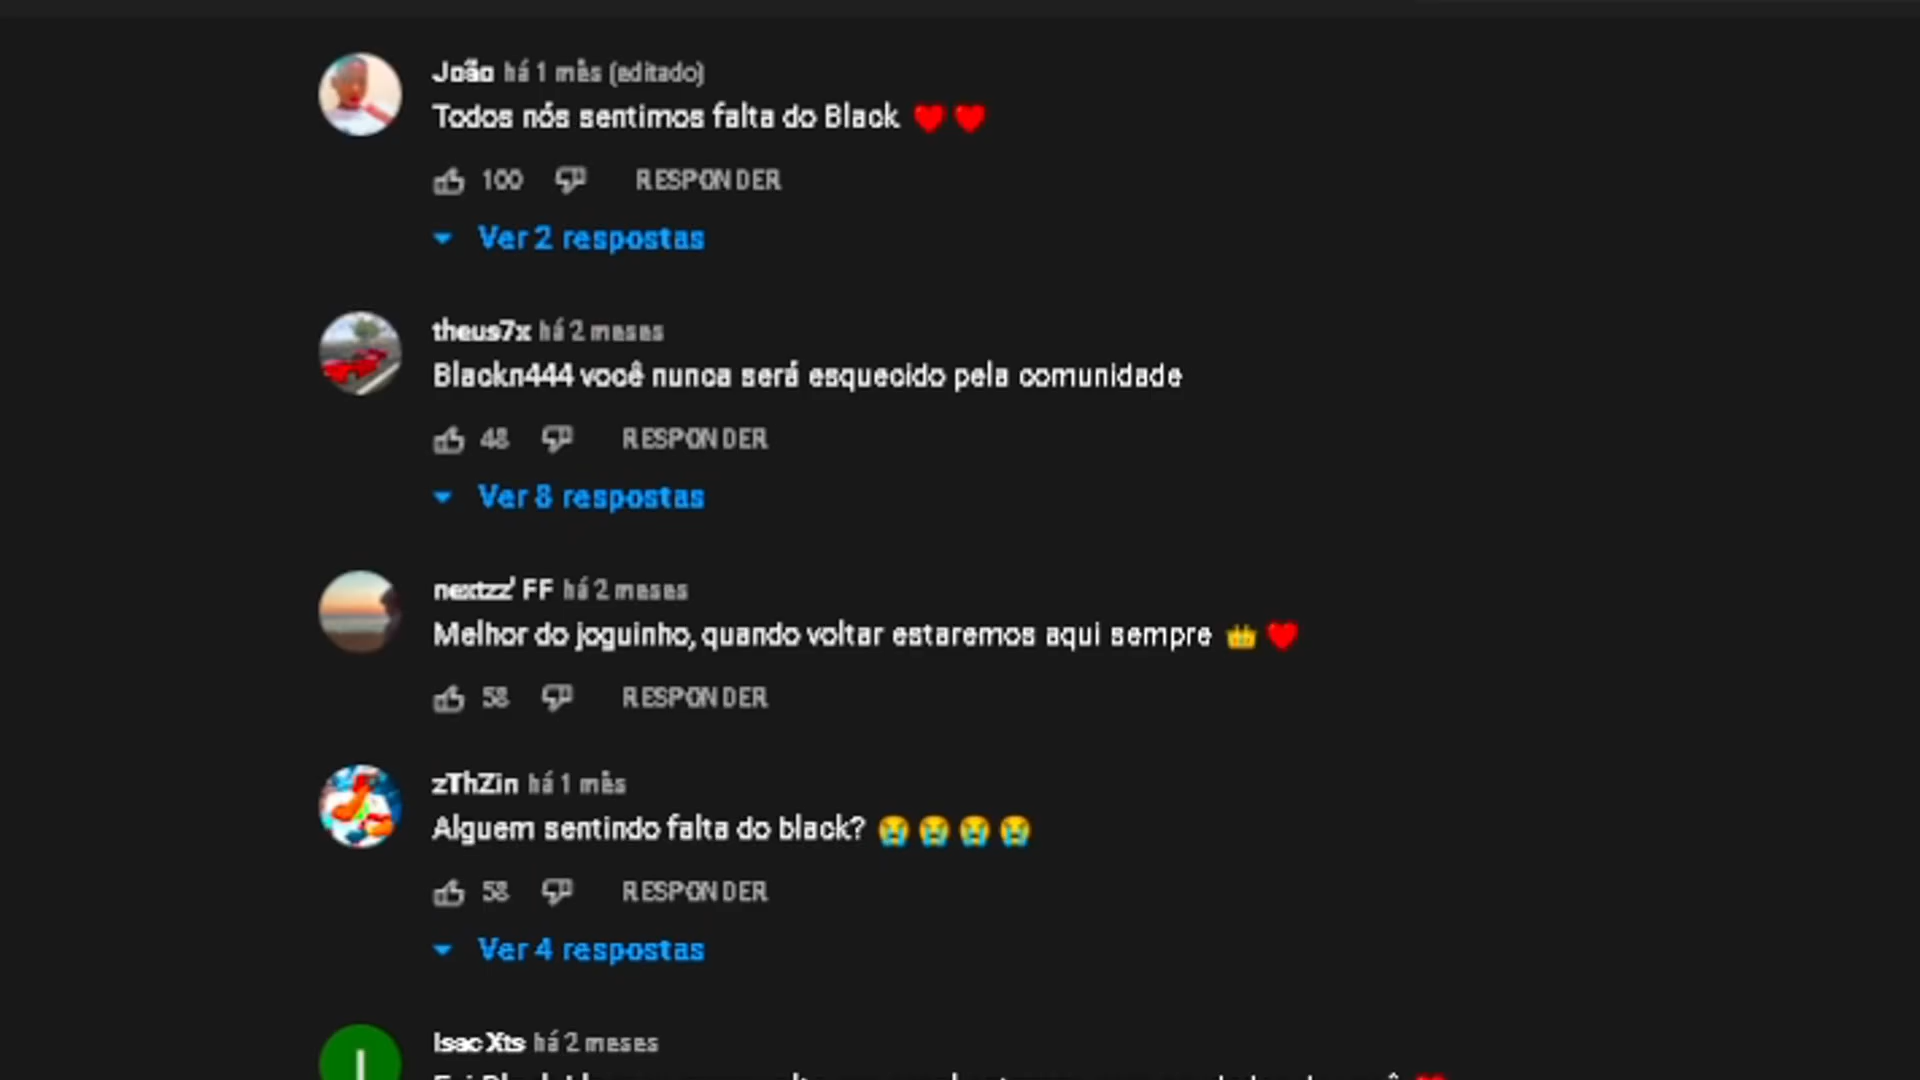 João há 1 mês (editado)
Todos nós sentimos falta do Black ❤️❤️
100 RESPONDER
Ver 2 respostas
theus7x há 2 meses
Blackn444 você nunca será esquecido pela comunidade
48 RESPONDER
Ver 8 respostas
nextzz' FF há 2 meses
Melhor do joguinho, quando voltar estaremos aqui sempre 👑❤️
58 RESPONDER
zThZin há 1 mês
Alguem sentindo falta do black? 😭😭😭😭
58 RESPONDER
Ver 4 respostas
I
Isac Xts há 2 meses